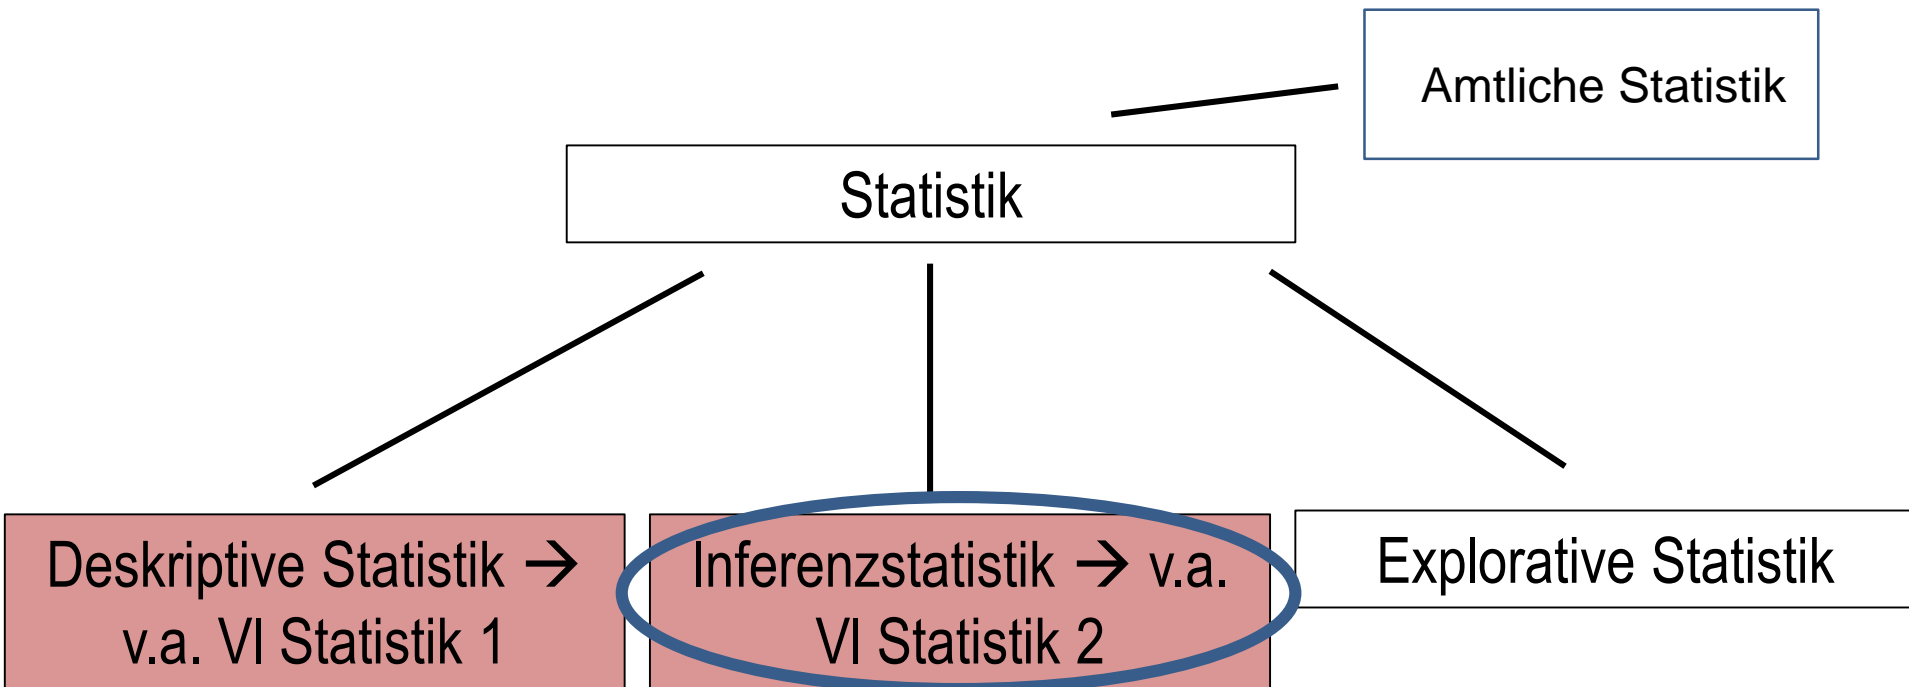 Amtliche Statistik
Statistik
Deskriptive Statistik →
v.a. VI Statistik 1
Inferenzstatistik → v.a.
VI Statistik 2
Explorative Statistik